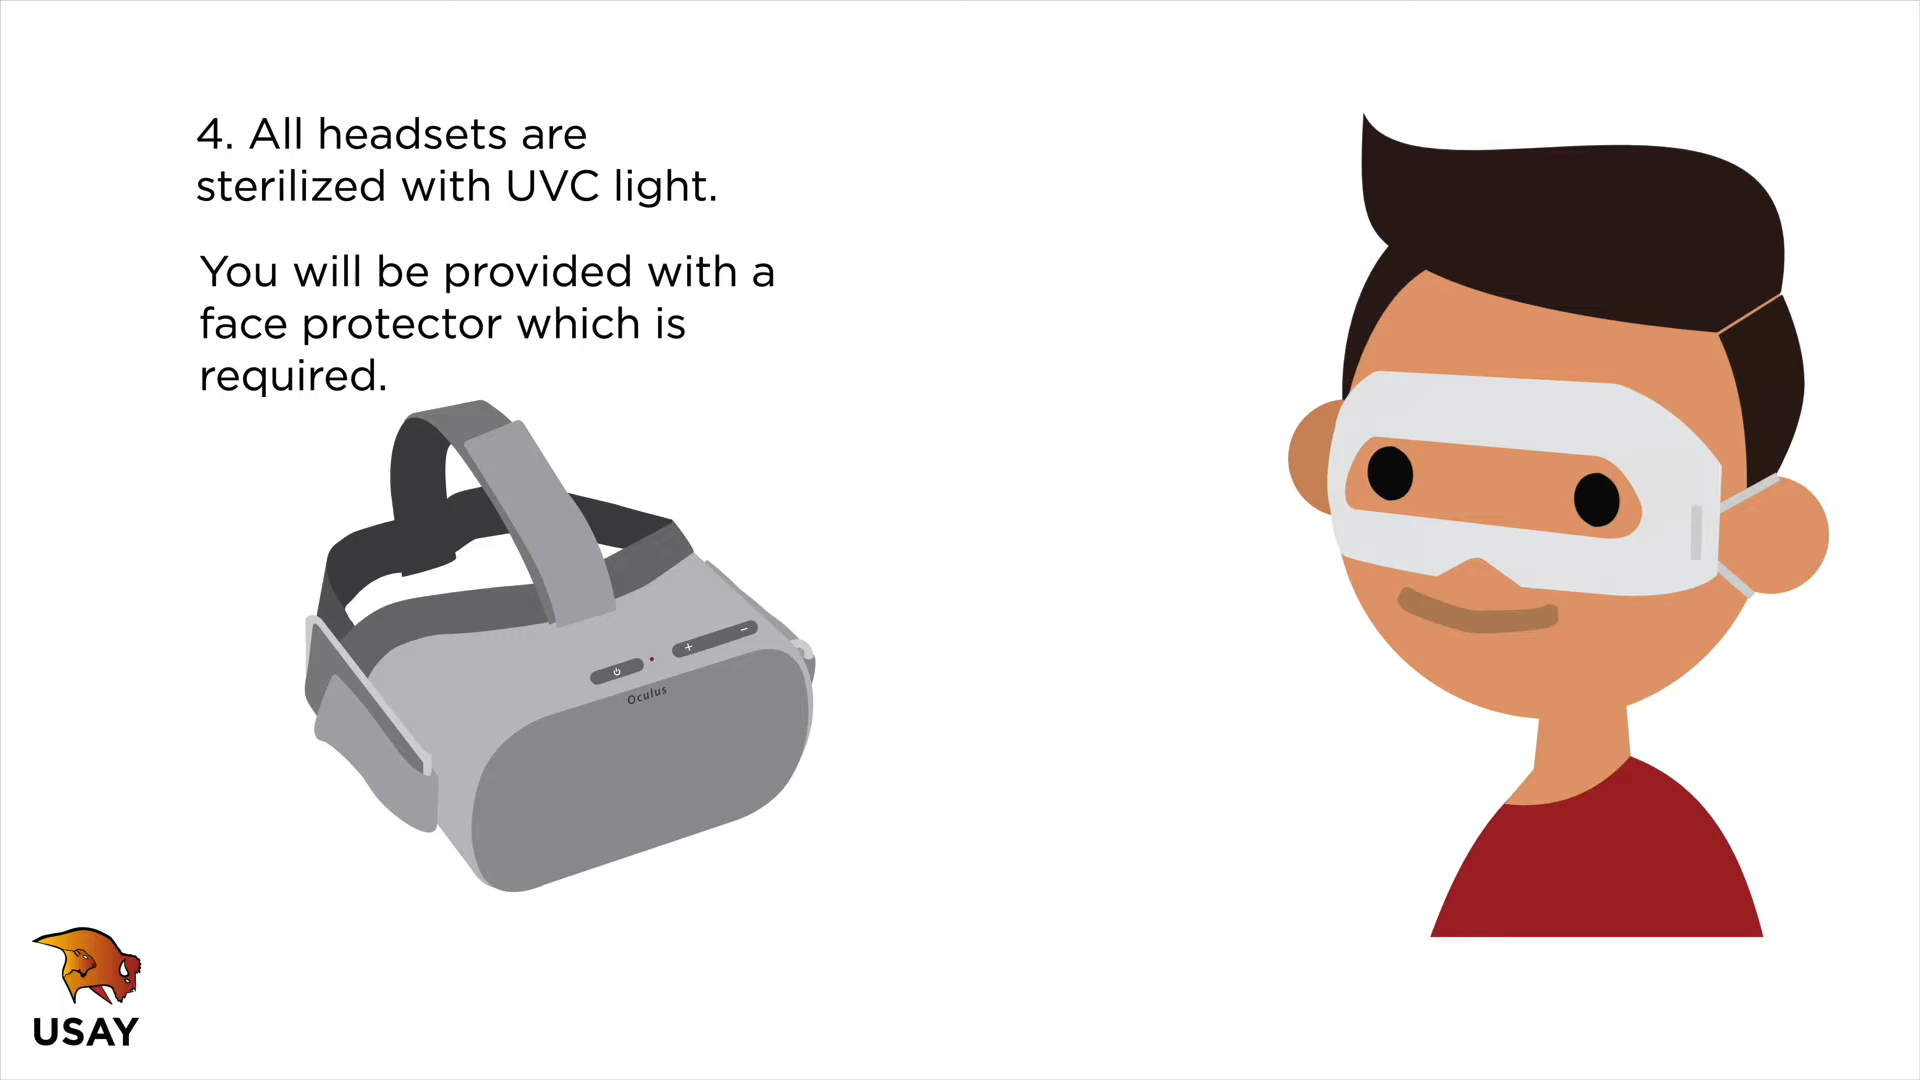 4. All headsets are
sterilized with UVC light.
You will be provided with a
face protector which is
required.
Oculus
USAY